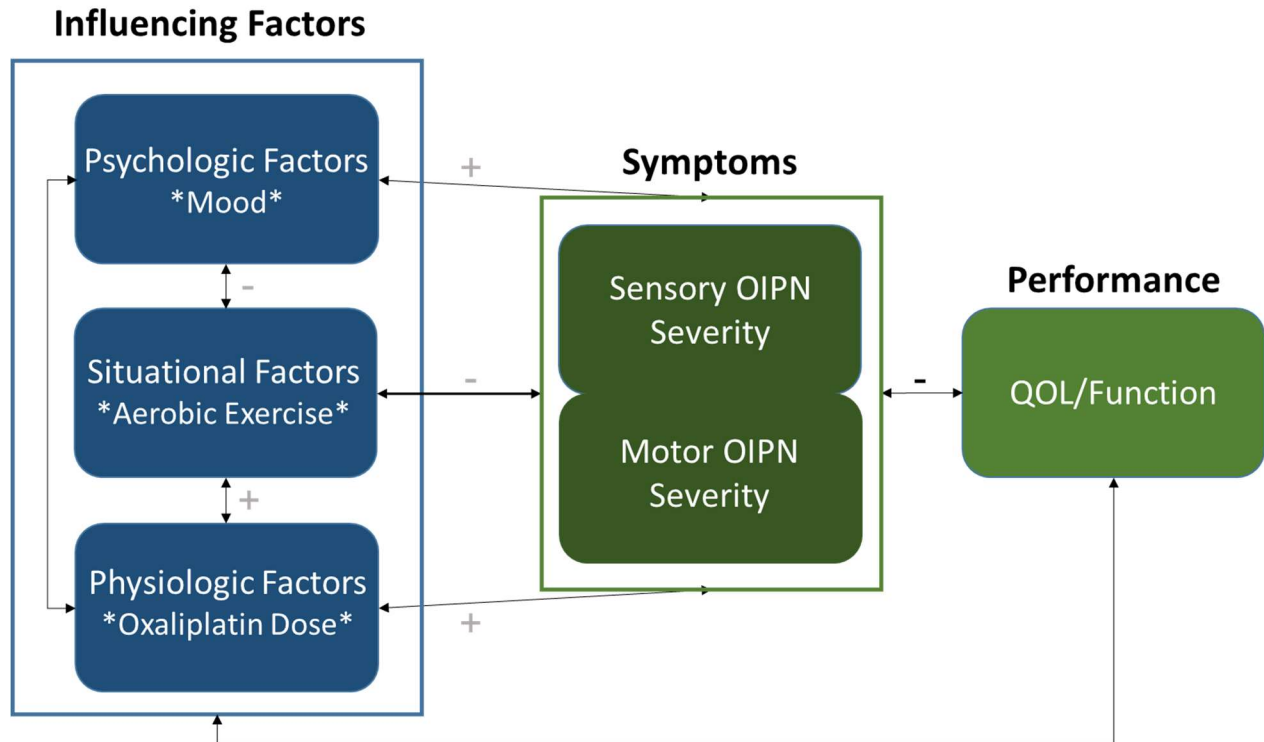 Influencing Factors
Psychologic Factors
*Mood*
-
Situational Factors
*Aerobic Exercise*
+
Physiologic Factors
*Oxaliplatin Dose*
+
-
+
Symptoms
Sensory OIPN
Severity
Motor OIPN
Severity
-
Performance
QOL/Function